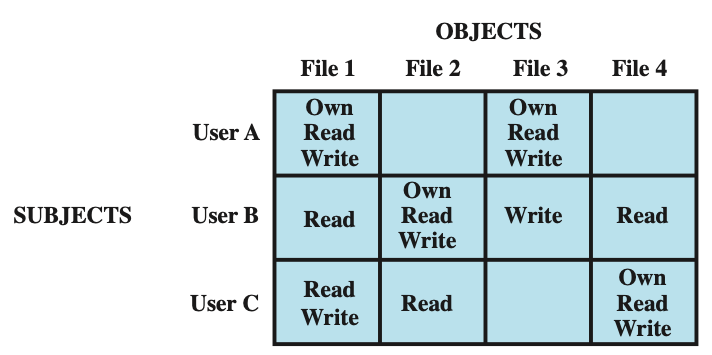 OBJECTS
File 1 File 2 File 3 File 4
User A
Own
Read
Write
Own
Read
Write
SUBJECTS
User B
Read
Own
Read
Write
Write
Read
User C
Read
Write
Read
Own
Read
Write